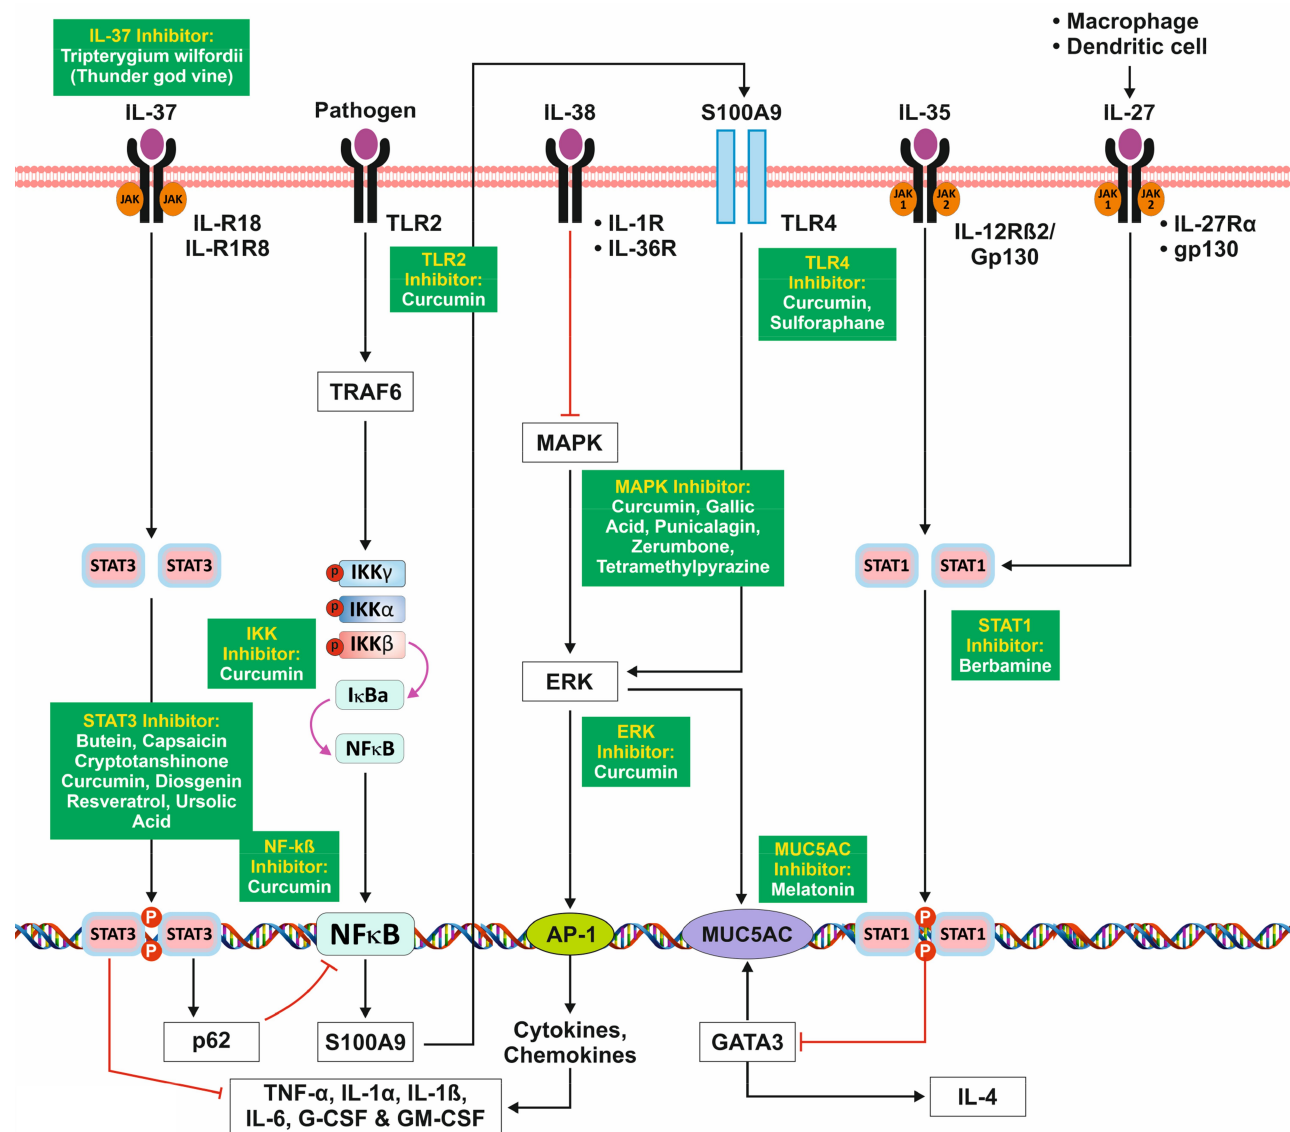 IL-37 Inhibitor:
Tripterygium wilfordii
(Thunder god vine)
• Macrophage
• Dendritic cell
IL-37
Pathogen
IL-38
S100A9
IL-35
IL-27
JAK
JAK
IL-R18
IL-R1R8
TLR2
• IL-1R
• IL-36R
TLR4
JAK
1
JAK
2
IL-12Rß2/
Gp130
JAK
1
JAK
2
• IL-27Rα
• gp130
TLR2
Inhibitor:
Curcumin
TLR4
Inhibitor:
Curcumin,
Sulforaphane
TRAF6
MAPK
MAPK Inhibitor:
Curcumin, Gallic
Acid, Punicalagin,
Zerumbone,
Tetramethylpyrazine
STAT3
STAT3
P
IKKγ
P
IKKα
P
IKKβ
STAT1
STAT1
IKK
Inhibitor:
Curcumin
STAT1
Inhibitor:
Berbamine
IκBa
ERK
NFκB
STAT3 Inhibitor:
Butein, Capsaicin
Cryptotanshinone
Curcumin, Diosgenin
Resveratrol, Ursolic
Acid
ERK
Inhibitor:
Curcumin
NF-kß
Inhibitor:
Curcumin
MUC5AC
Inhibitor:
Melatonin
STAT3
P
P
STAT3
NFκB
AP-1
MUC5AC
STAT1
P
P
STAT1
p62
S100A9
Cytokines,
Chemokines
GATA3
TNF-α, IL-1α, IL-1ß,
IL-6, G-CSF & GM-CSF
IL-4